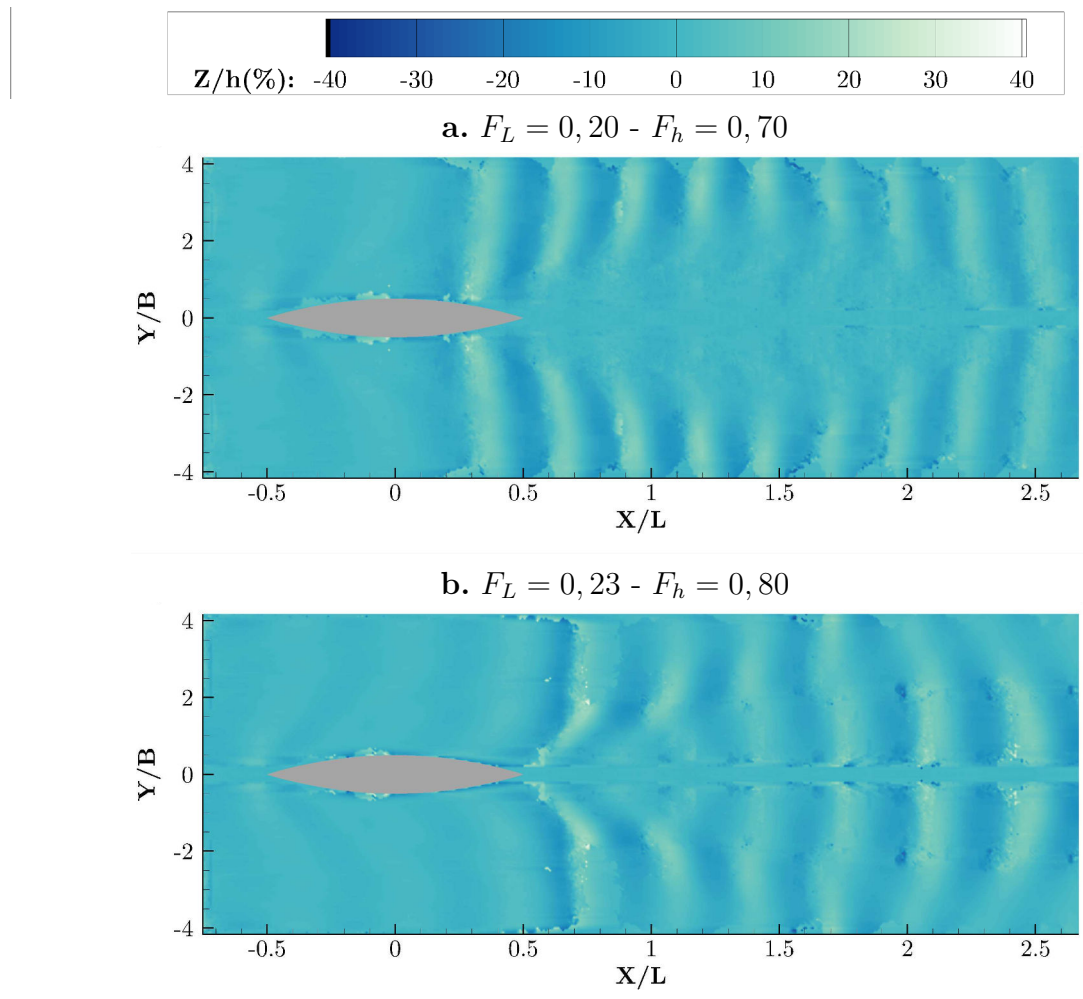 Z/h(%): -40 -30 -20 -10 0 10 20 30 40
a. F_L = 0,20 - F_h = 0,70
4
2
0
-2
-4
Y/B
-0.5 0 0.5 1 1.5 2 2.5
X/L
b. F_L = 0,23 - F_h = 0,80
4
2
0
-2
-4
Y/B
-0.5 0 0.5 1 1.5 2 2.5
X/L